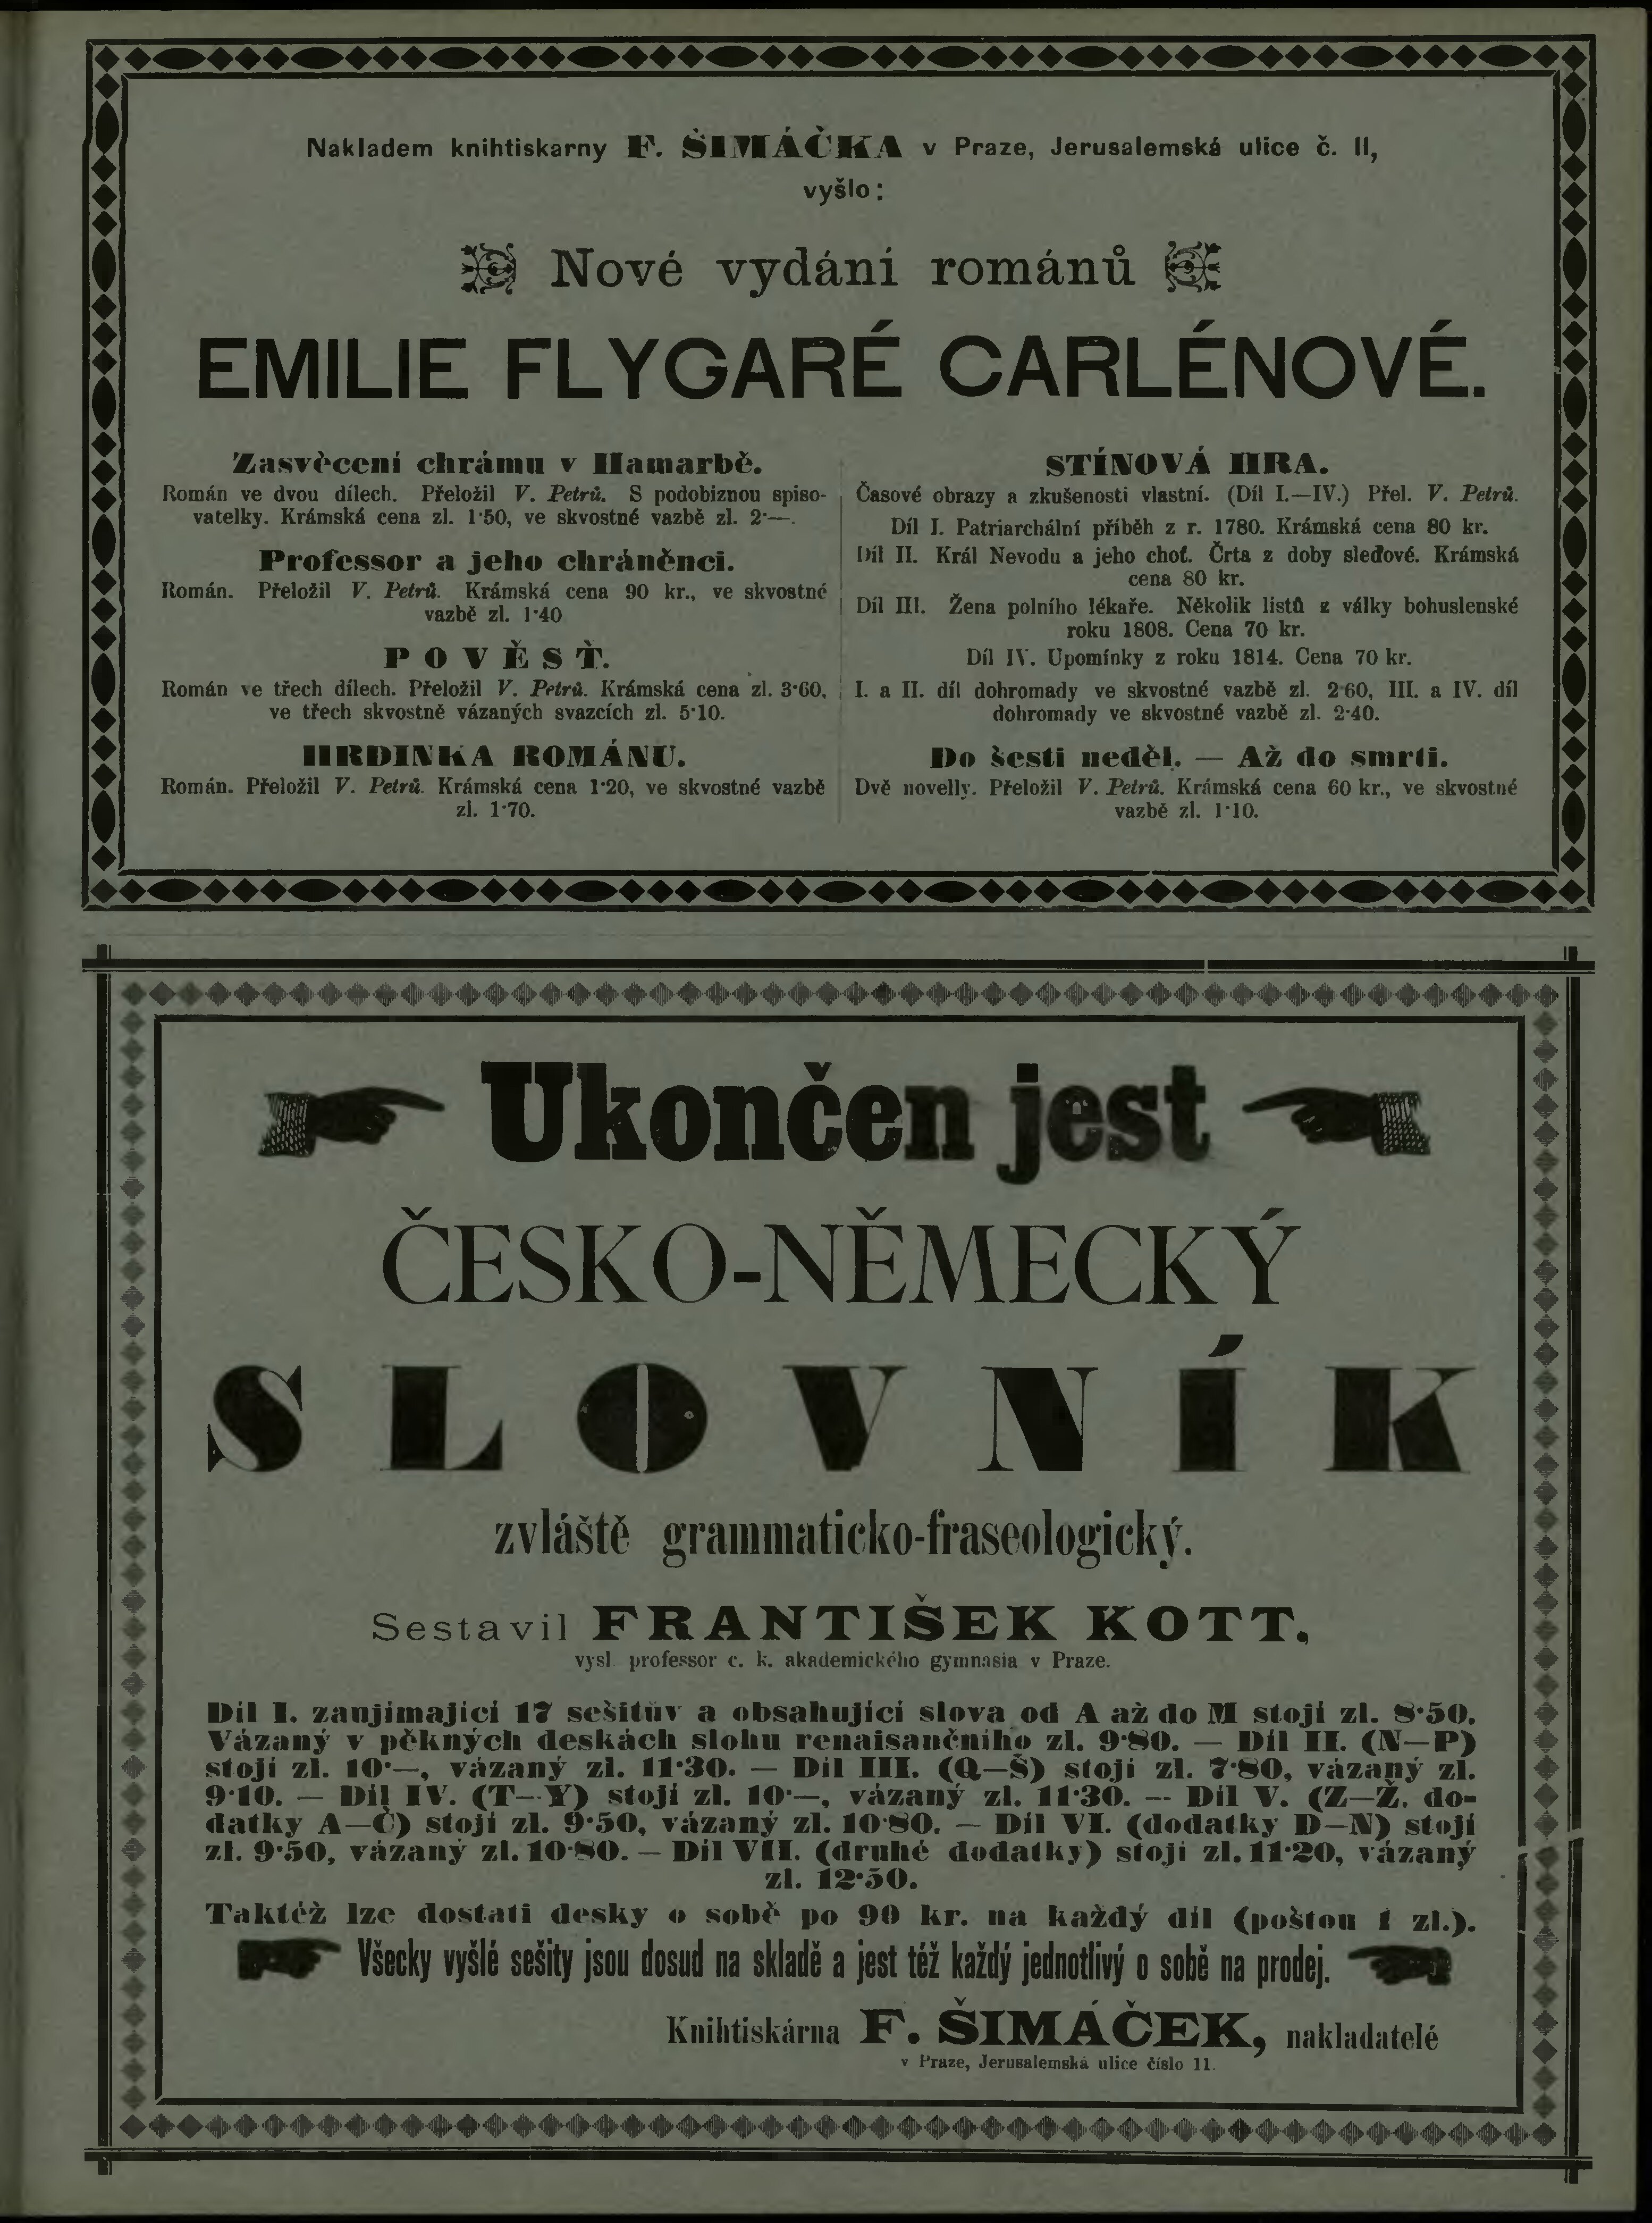 Nakladem knihtiskarny F. ŠIMÁČKA v Praze, Jerusalemská ulice č. 11,
vyšlo:
Nové vydání románů
EMILIE FLYGARÉ CARLÉNOVÉ.
Zasvěcení chrámu v Hamarbě.
Román ve dvou dílech. Přeložil V. Petrů. S podobiznou spiso-
vatelky. Krámská cena zl. 1·50, ve skvostné vazbě zl. 2·—.
Professor a jeho chráněnci.
Román. Přeložil V. Petrů. Krámská cena 90 kr., ve skvostné
vazbě zl. 1·40
POVĚSŤ.
Román ve třech dílech. Přeložil V. Petrů. Krámská cena zl. 3·60,
ve třech skvostně vázaných svazcích zl. 5·10.
HRDINKA ROMÁNU.
Román. Přeložil V. Petrů. Krámská cena 1·20, ve skvostné vazbě
zl. 1·70.
STÍNOVÁ HRA.
Časové obrazy a zkušenosti vlastní. (Díl I.—IV.) Přel. V. Petrů.
Díl I. Patriarchální příběh z r. 1780. Krámská cena 80 kr.
Díl II. Král Nevodu a jeho choť. Črta z doby sleďové. Krámská
cena 80 kr.
Díl III. Žena polního lékaře. Několik listů z války bohuslenské
roku 1808. Cena 70 kr.
Díl IV. Upomínky z roku 1814. Cena 70 kr.
I. a II. díl dohromady ve skvostné vazbě zl. 2·60, III. a IV. díl
dohromady ve skvostné vazbě zl. 2·40.
Do šesti neděl. — Až do smrti.
Dvě novelly. Přeložil V. Petrů. Krámská cena 60 kr., ve skvostné
vazbě zl. 1·10.
Ukončen jest
ČESKO-NĚMECKÝ
SLOVNÍK
zvláště grammaticko-fraseologický.
Sestavil FRANTIŠEK KOTT,
vysl. professor c. k. akademického gymnasia v Praze.
Díl I. zaujímající 17 sešitův a obsahující slova od A až do M stojí zl. 8·50.
Vázaný v pěkných deskách slohu renaisančního zl. 9·80. — Díl II. (N—P)
stojí zl. 10·—, vázaný zl. 11·30. — Díl III. (Q—Š) stojí zl. 7·80, vázaný zl.
9·10. — Díl IV. (T—Y) stojí zl. 10·—, vázaný zl. 11·30. — Díl V. (Z—Ž, do-
datky A—Č) stojí zl. 9·50, vázaný zl. 10·80. — Díl VI. (dodatky D—N) stojí
zl. 9·50, vázaný zl. 10·80. — Díl VII. (druhé dodatky) stojí zl. 11·20, vázaný
zl. 12·50.
Taktéž lze dostati desky o sobě po 90 kr. na každý díl (poštou 1 zl.).
Všecky vyšlé sešity jsou dosud na skladě a jest též každý jednotlivý o sobě na prodej.
Knihtiskárna F. ŠIMÁČEK, nakladatelé
v Praze, Jerusalemská ulice číslo 11.